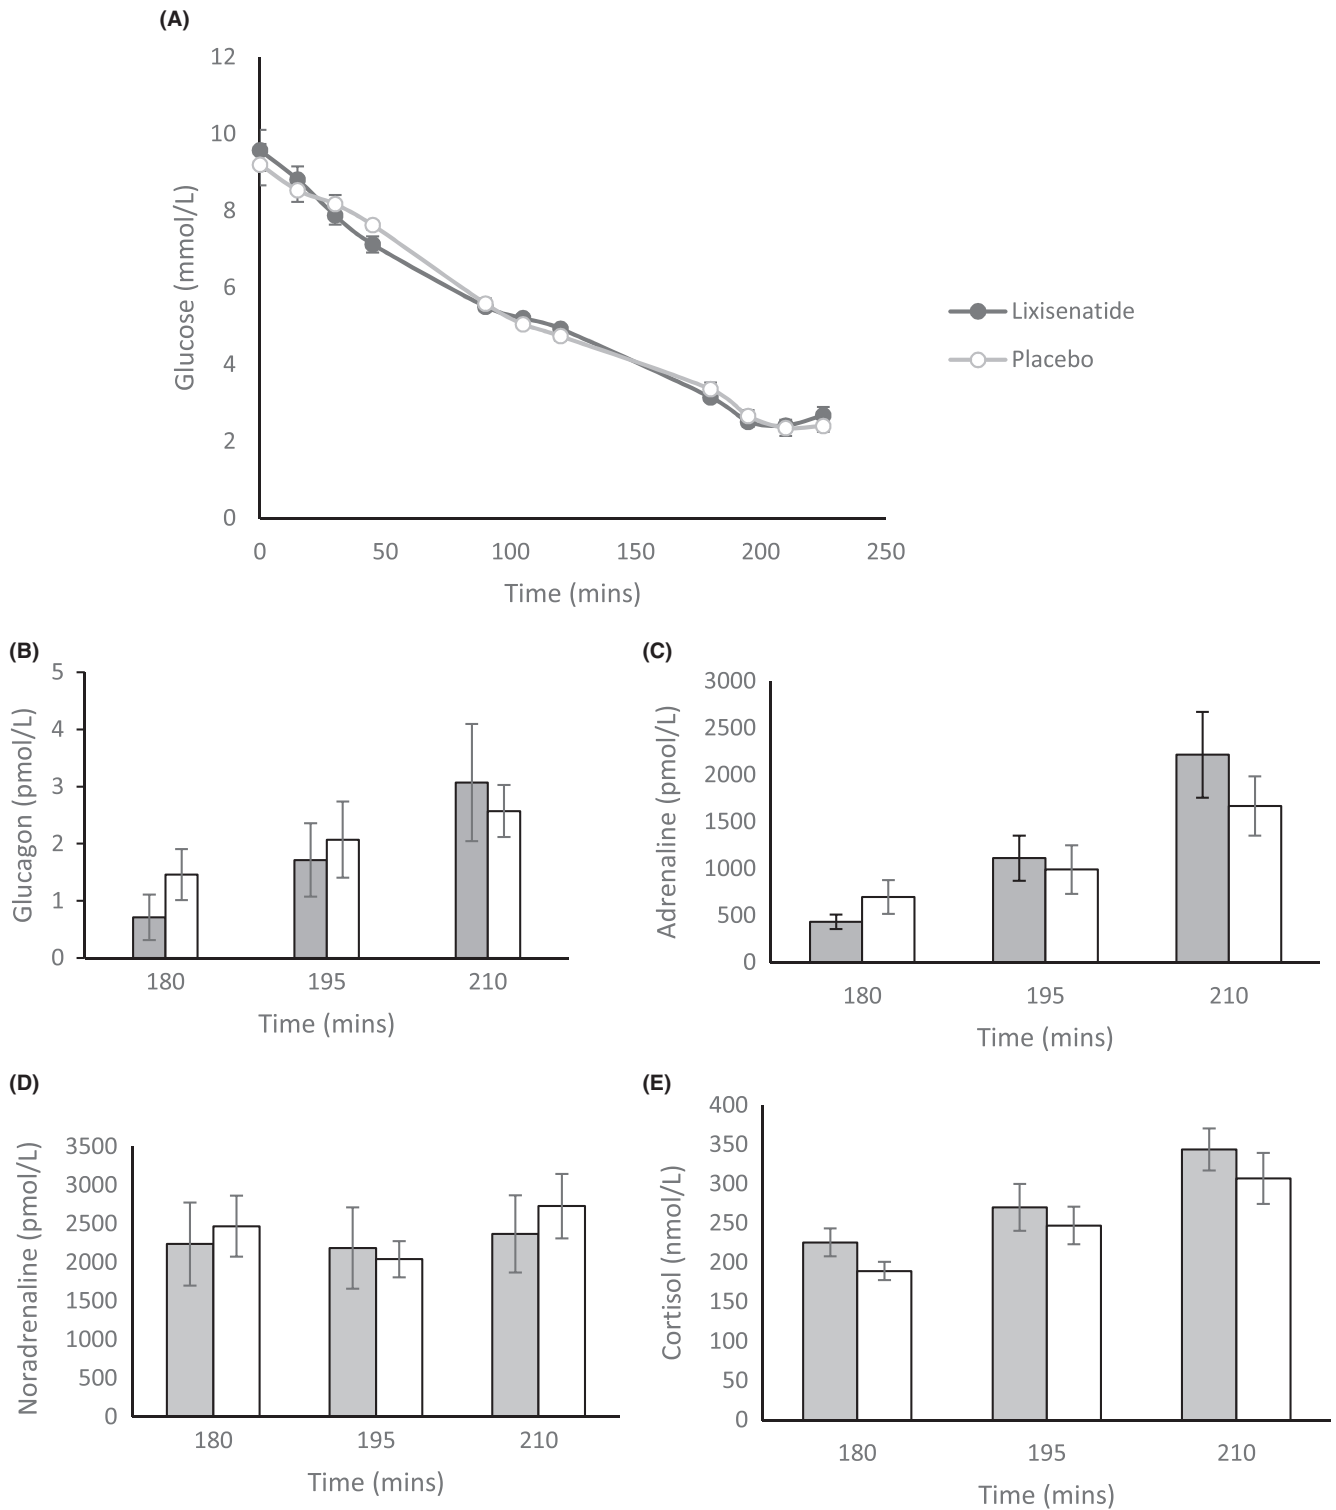 (A)
12
10
8
6
4
2
0
Glucose (mmol/L)
0 50 100 150 200 250
Time (mins)
Lixisenatide
Placebo
(B)
5
4
3
2
1
0
Glucagon (pmol/L)
180 195 210
Time (mins)
(C)
3000
2500
2000
1500
1000
500
0
Adrenaline (pmol/L)
180 195 210
Time (mins)
(D)
3500
3000
2500
2000
1500
1000
500
0
Noradrenaline (pmol/L)
180 195 210
Time (mins)
(E)
400
350
300
250
200
150
100
50
0
Cortisol (nmol/L)
180 195 210
Time (mins)